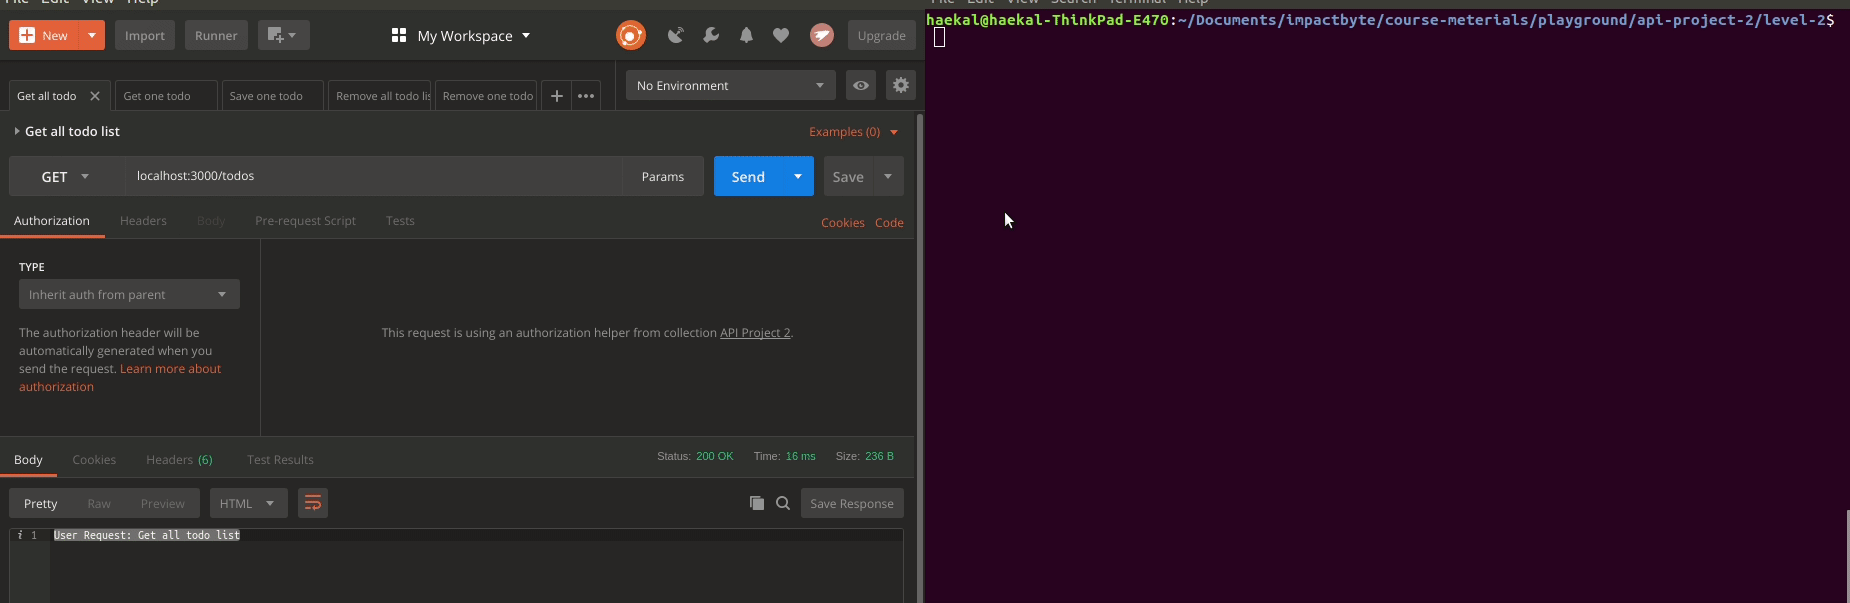 File Edit View Help
New
Import
Runner
My Workspace
Upgrade
Get all todo
Get one todo
Save one todo
Remove all todo lis
Remove one todo
No Environment
Get all todo list
Examples (0)
GET
localhost:3000/todos
Params
Send
Save
Authorization
Headers
Body
Pre-request Script
Tests
Cookies
Code
TYPE
Inherit auth from parent
The authorization header will be
automatically generated when you
send the request. Learn more about
authorization
This request is using an authorization helper from collection API Project 2.
Body
Cookies
Headers (6)
Test Results
Status: 200 OK
Time: 16 ms
Size: 236 B
Pretty
Raw
Preview
HTML
Save Response
i 1
User Request: Get all todo list
File Edit View Search Terminal Help
haekal@haekal-ThinkPad-E470:~/Documents/impactbyte/course-meterials/playground/api-project-2/level-2$